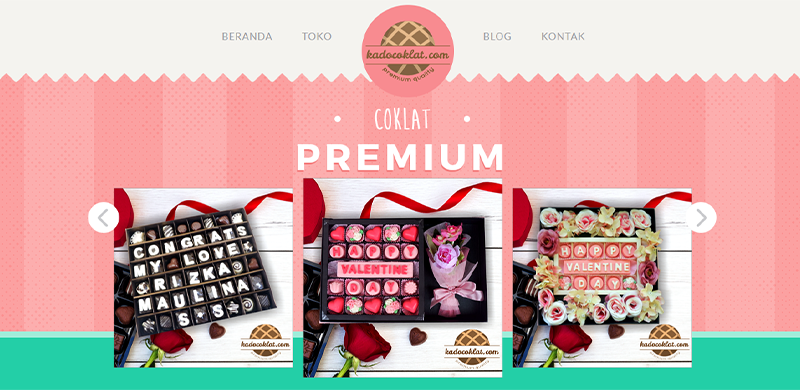 BERANDA
TOKO
kadocoklat.com
premium quality
BLOG
KONTAK
COKLAT
PREMIUM
CONGRATS
MY LOVE
RIZKA
MAULINA
HAPPY
VALENTINE
DAY
kadocoklat.com
HAPPY
VALENTINE
DAY
kadocoklat.com
kadocoklat.com